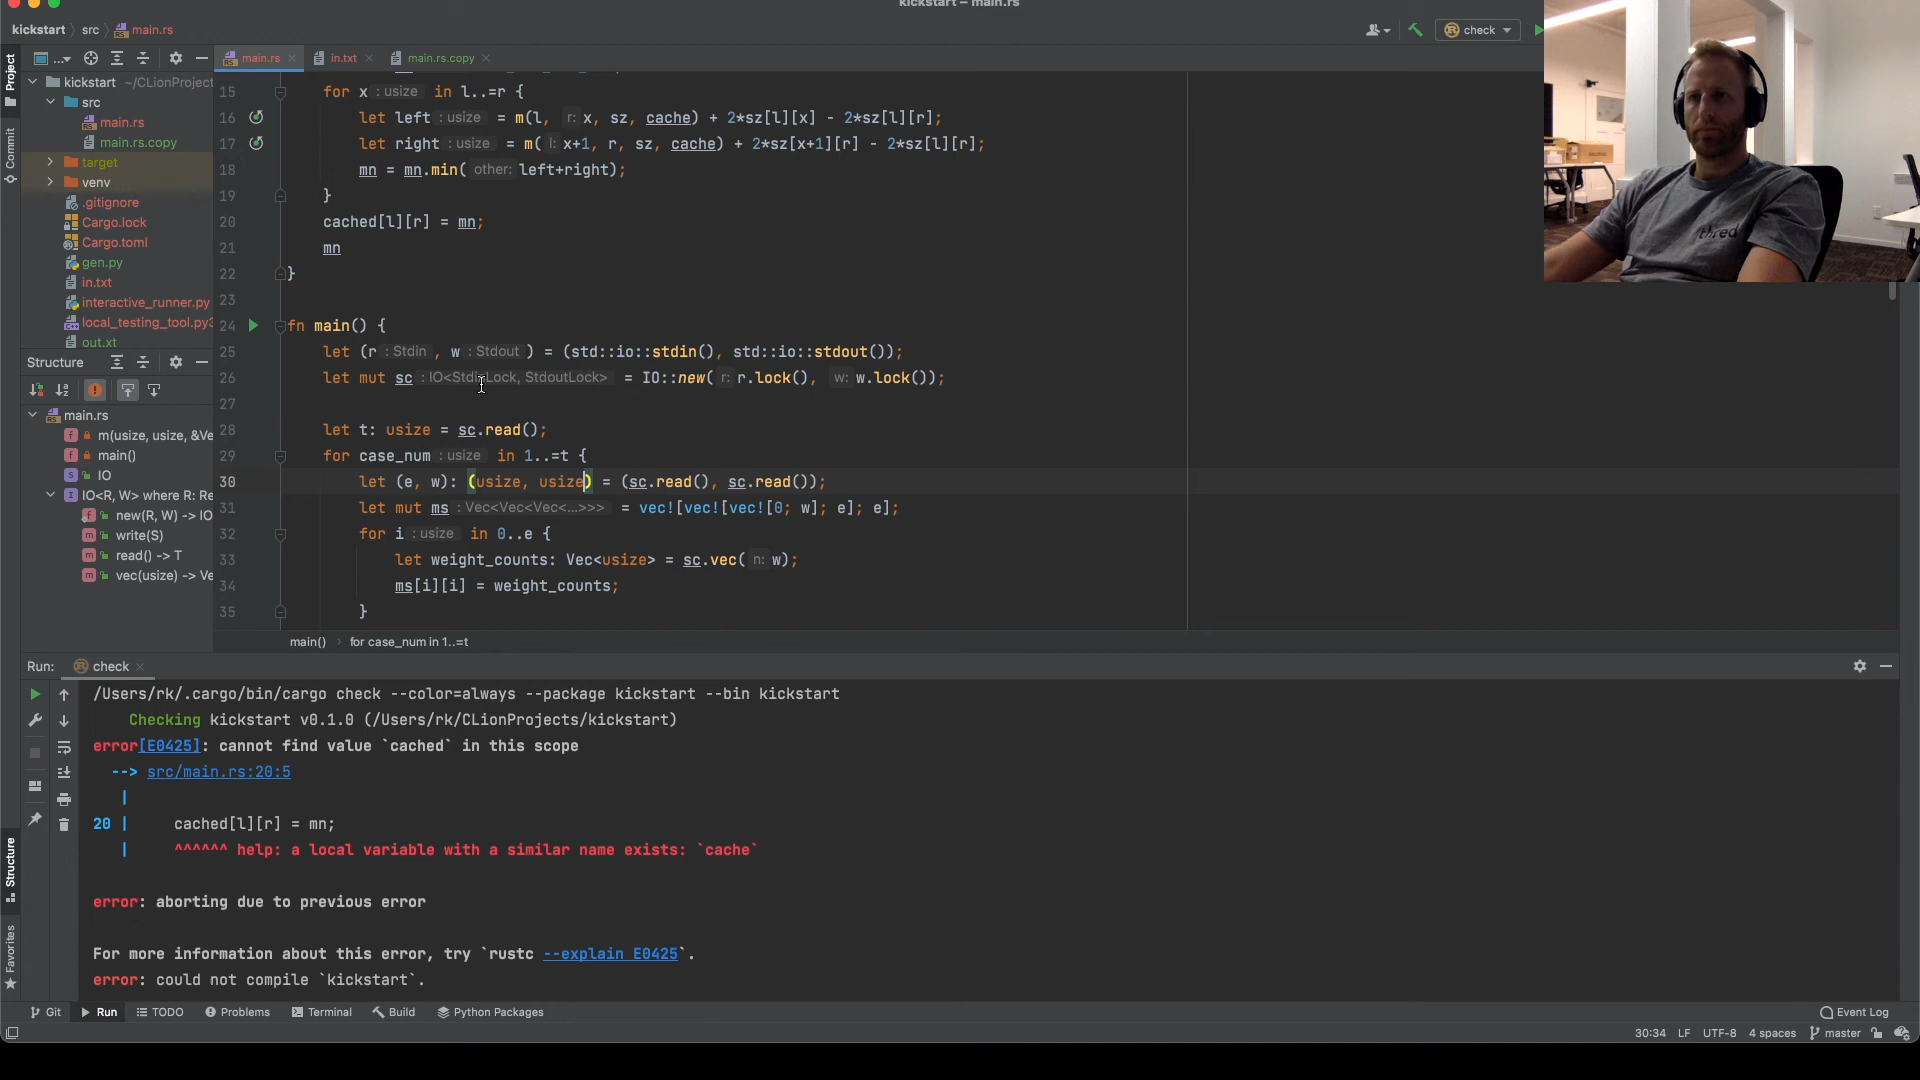 kickstart – main.rs
kickstart src main.rs
check
Project
main.rs
in.txt
main.rs.copy
kickstart ~/CLionProject
src
main.rs
main.rs.copy
target
venv
.gitignore
Cargo.lock
Cargo.toml
gen.py
in.txt
interactive_runner.py
local_testing_tool.py3
out.xt
Commit
Structure
main.rs
m(usize, usize, &Ve
main()
IO
IO<R, W> where R: Re
new(R, W) -> IO
write(S)
read() -> T
vec(usize) -> Ve
15 for x : usize in l..=r {
16 let left : usize = m(l, r: x, sz, cache) + 2*sz[l][x] - 2*sz[l][r];
17 let right : usize = m( l: x+1, r, sz, cache) + 2*sz[x+1][r] - 2*sz[l][r];
18 mn = mn.min( other: left+right);
19 }
20 cached[l][r] = mn;
21 mn
22 }
23
24 fn main() {
25 let (r : Stdin , w : Stdout ) = (std::io::stdin(), std::io::stdout());
26 let mut sc : IO<StdinLock, StdoutLock> = IO::new( r: r.lock(), w: w.lock());
27
28 let t: usize = sc.read();
29 for case_num : usize in 1..=t {
30 let (e, w): (usize, usize) = (sc.read(), sc.read());
31 let mut ms : Vec<Vec<Vec<...>>> = vec![vec![vec![0; w]; e]; e];
32 for i : usize in 0..e {
33 let weight_counts: Vec<usize> = sc.vec( n: w);
34 ms[i][i] = weight_counts;
35 }
main() › for case_num in 1..=t
thred
Run: check
/Users/rk/.cargo/bin/cargo check --color=always --package kickstart --bin kickstart
Checking kickstart v0.1.0 (/Users/rk/CLionProjects/kickstart)
error[E0425]: cannot find value `cached` in this scope
--> src/main.rs:20:5
|
20 | cached[l][r] = mn;
| ^^^^^^ help: a local variable with a similar name exists: `cache`
error: aborting due to previous error
For more information about this error, try `rustc --explain E0425`.
error: could not compile `kickstart`.
Structure
Favorites
Git Run TODO Problems Terminal Build Python Packages
Event Log
30:34 LF UTF-8 4 spaces master